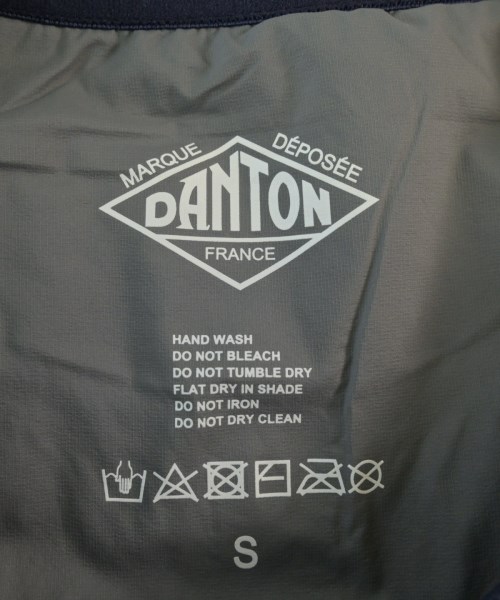 MARQUE DÉPOSÉE
DANTON
FRANCE
HAND WASH
DO NOT BLEACH
DO NOT TUMBLE DRY
FLAT DRY IN SHADE
DO NOT IRON
DO NOT DRY CLEAN
S